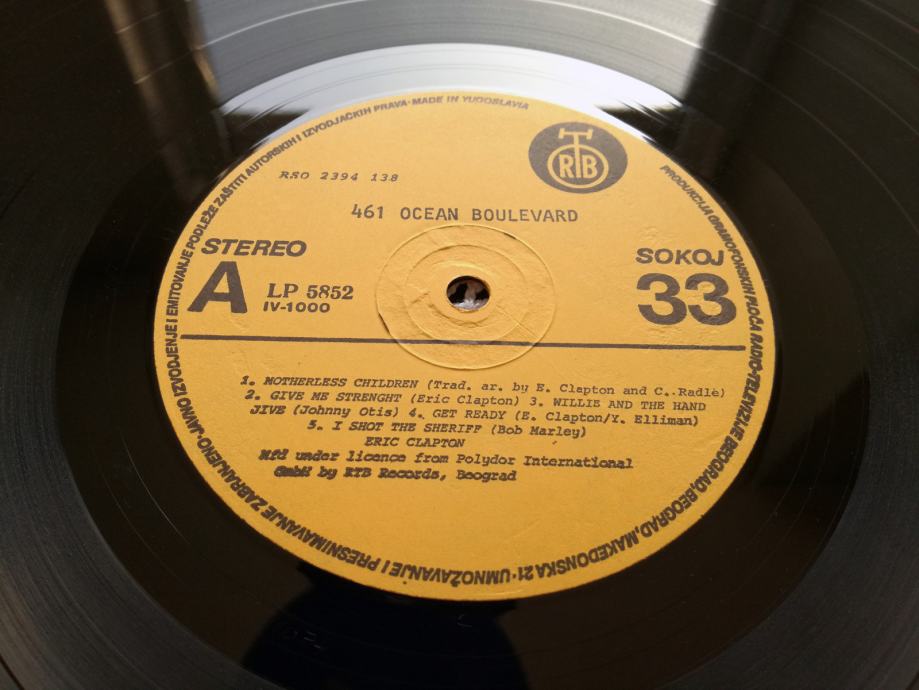 JAVNO IZVODJENJE I EMITOVANJE PODLEŽE ZAŠTITI AUTORSKIH I IZVODJAČKIH PRAVA · MADE IN YUGOSLAVIA
RTB
RSO 2394 138
461 OCEAN BOULEVARD
STEREO
SOKOJ
A
LP 5852
33
IV-1000
1. MOTHERLESS CHILDREN (Trad. ar. by E. Clapton and C..Radle)
2. GIVE ME STRENGHT (Eric Clapton) 3. WILLIE AND THE HAND
JIVE (Johnny Otis) 4. GET READY (E. Clapton/Y. Elliman)
5. I SHOT THE SHERIFF (Bob Marley)
ERIC CLAPTON
Mfd under licence from Polydor International
GmbH by RTB Records, Beograd
PRODUKCIJA GRAMOFONSKIH PLOČA RADIO-TELEVIZIJE BEOGRAD, BEOGRAD, MAKEDONSKA 21 · UMNOŽAVANJE I PRESNIMAVANJE ZABRANJENO ·